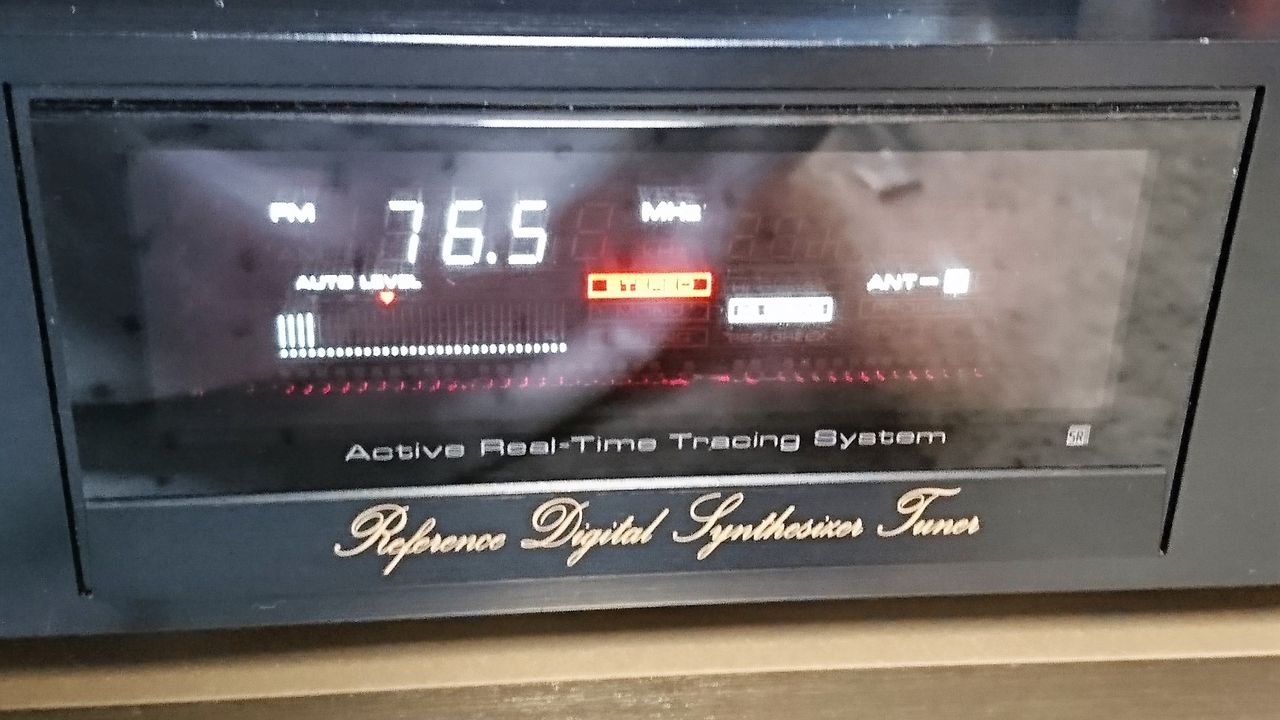 FM 76.5 MHz
AUTO LEVEL
ANT-
Active Real-Time Tracing System
Reference Digital Synthesizer Tuner